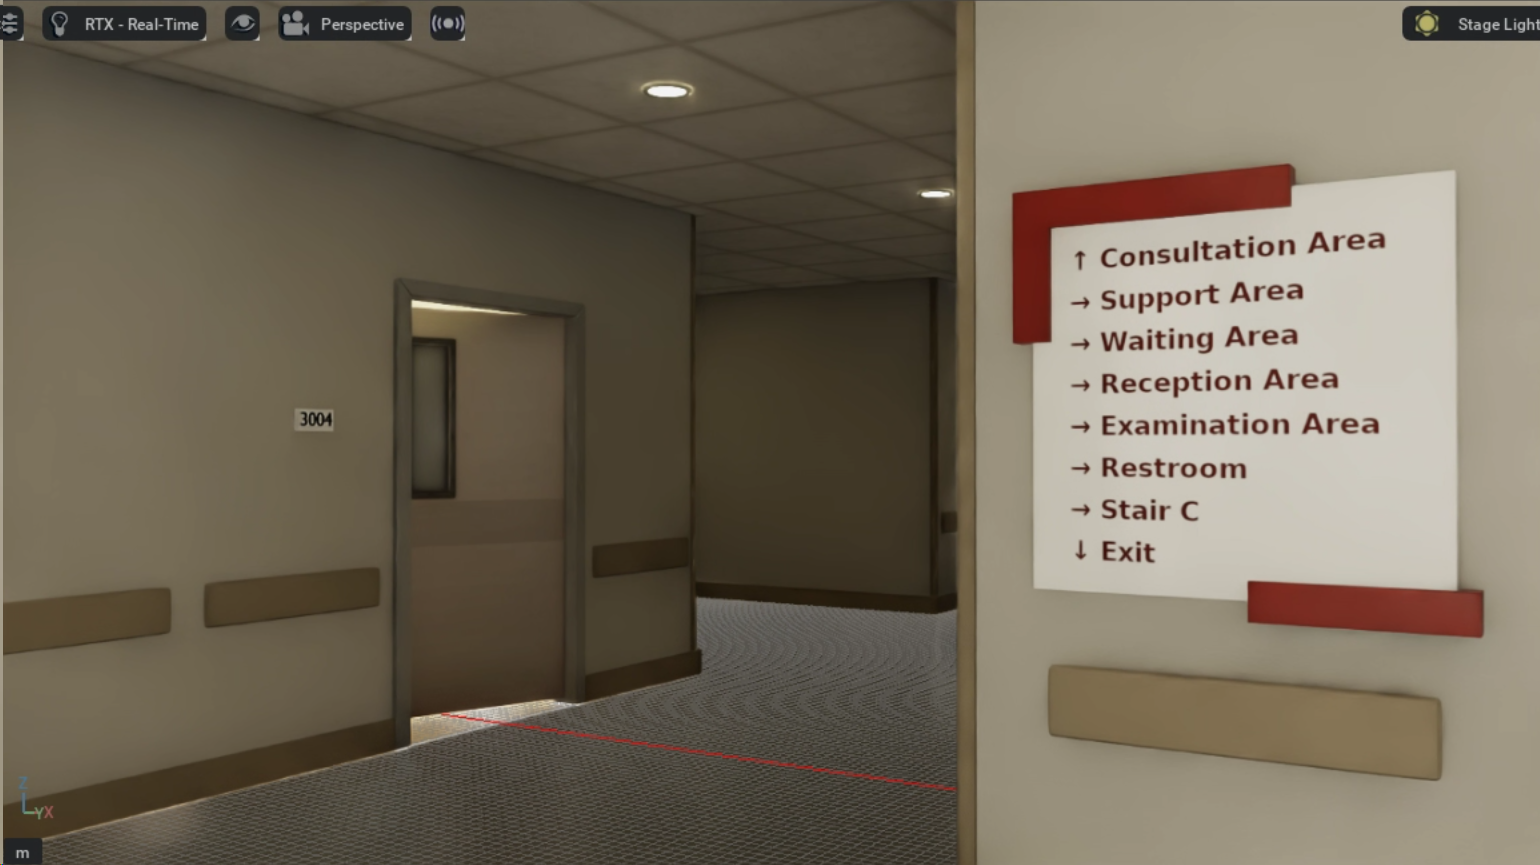 RTX - Real-Time
Perspective
Stage Light
3004
↑ Consultation Area
→ Support Area
→ Waiting Area
→ Reception Area
→ Examination Area
→ Restroom
→ Stair C
↓ Exit
Z
YX
m